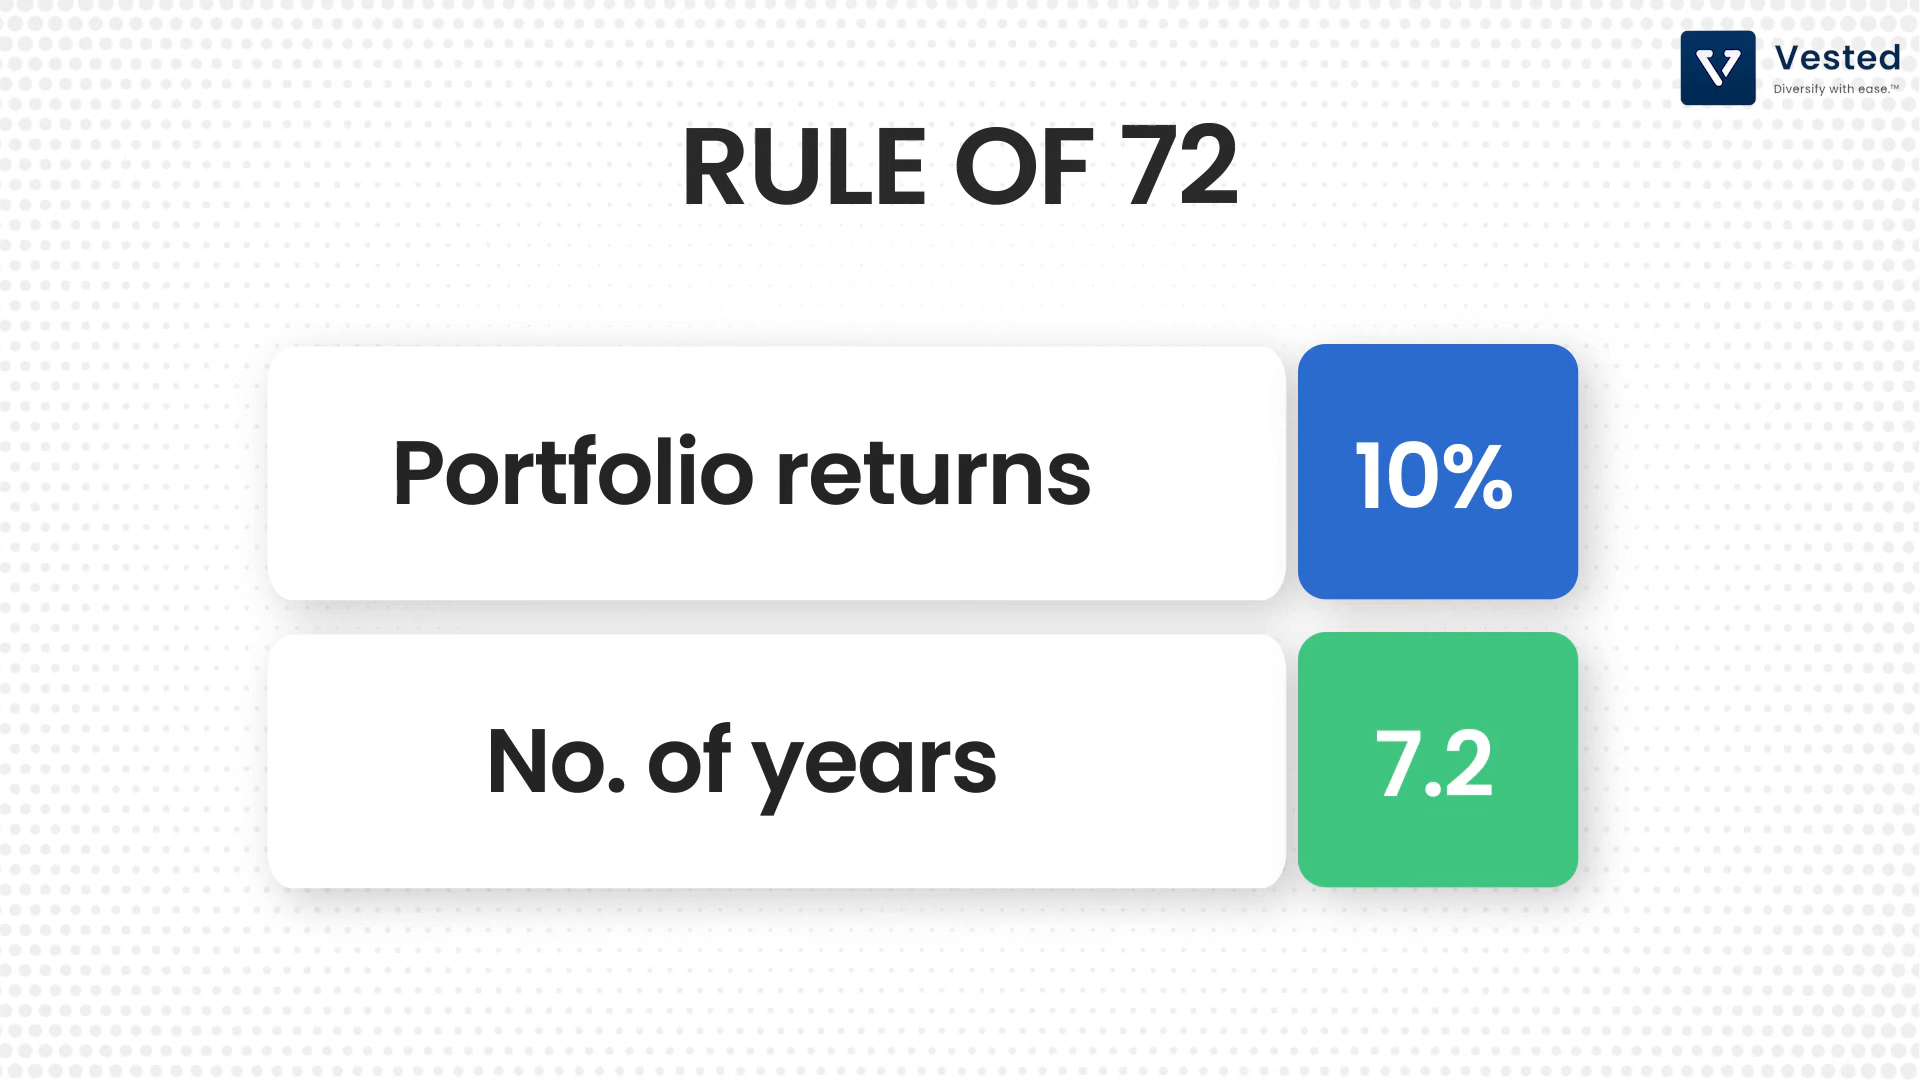 Vested
Diversify with ease.™
RULE OF 72
Portfolio returns
10%
No. of years
7.2